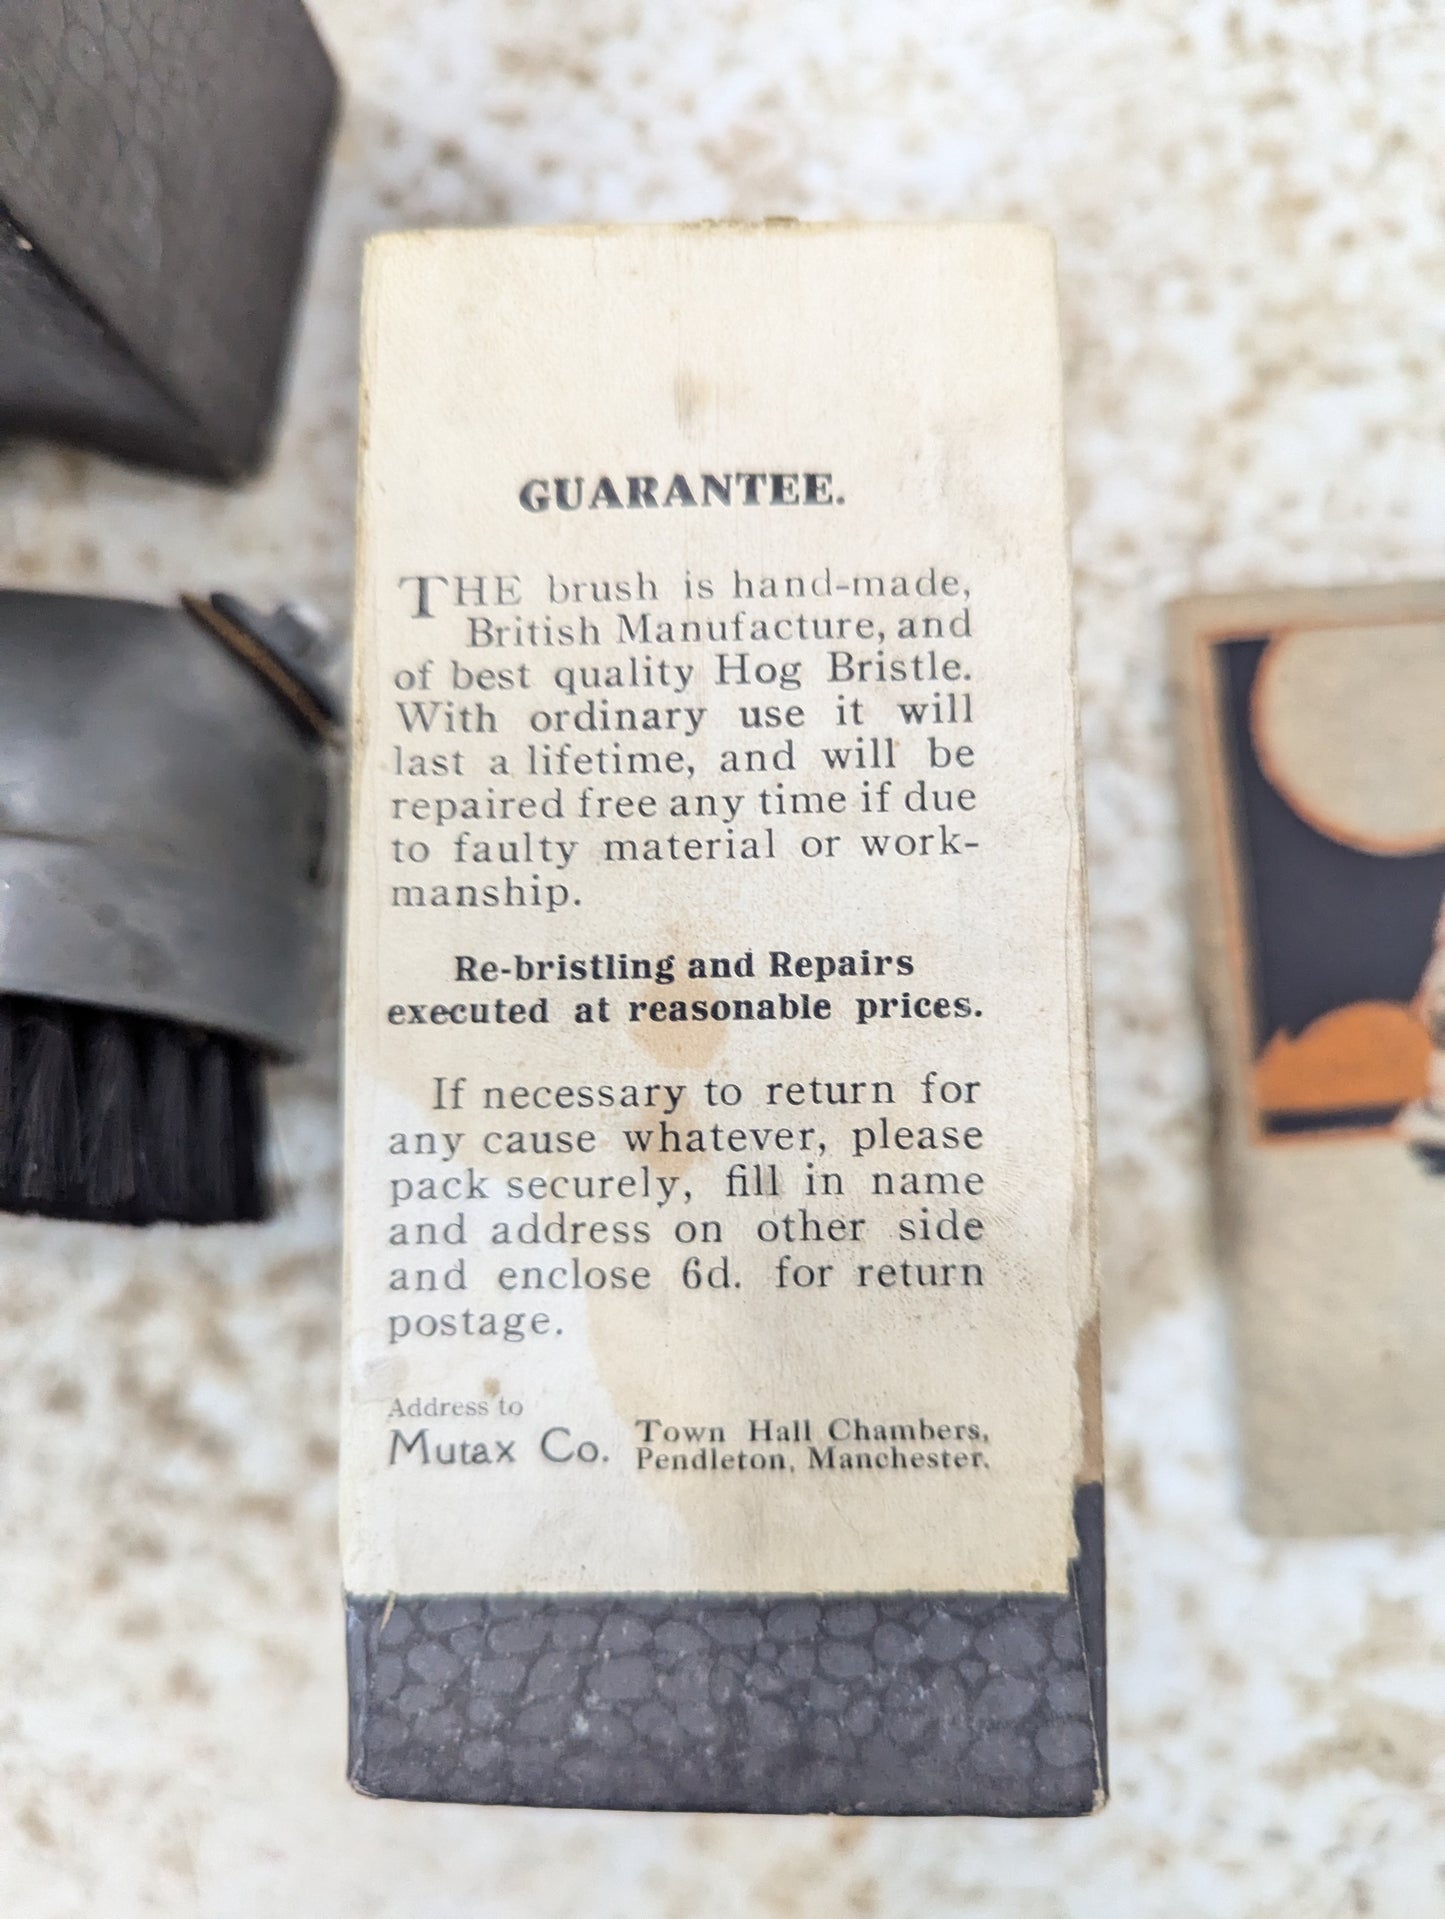 GUARANTEE.
THE brush is hand-made,
British Manufacture, and
of best quality Hog Bristle.
With ordinary use it will
last a lifetime, and will be
repaired free any time if due
to faulty material or work-
manship.
Re-bristling and Repairs
executed at reasonable prices.
If necessary to return for
any cause whatever, please
pack securely, fill in name
and address on other side
and enclose 6d. for return
postage.
Address to
Mutax Co.
Town Hall Chambers,
Pendleton, Manchester.